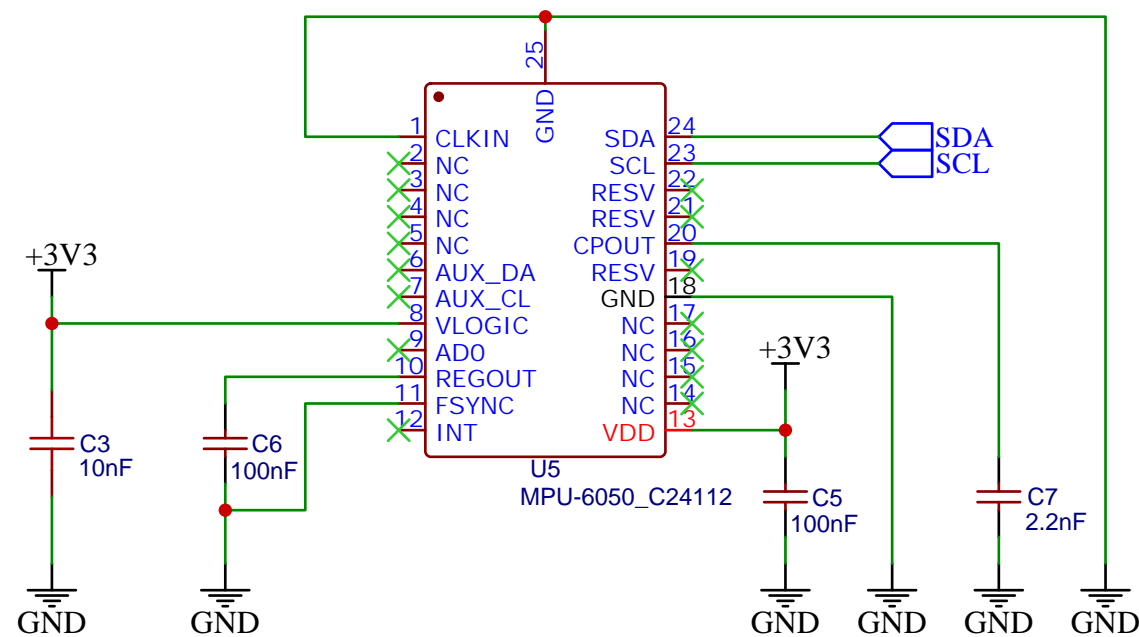 25
GND
1 CLKIN
2 NC
3 NC
4 NC
5 NC
6 AUX_DA
7 AUX_CL
8 VLOGIC
9 AD0
10 REGOUT
11 FSYNC
12 INT
SDA 24
SCL 23
RESV 22
RESV 21
CPOUT 20
RESV 19
GND 18
NC 17
NC 16
NC 15
NC 14
VDD 13
SDA
SCL
+3V3
+3V3
U5
MPU-6050_C24112
C3
10nF
C6
100nF
C5
100nF
C7
2.2nF
GND
GND
GND
GND
GND
GND